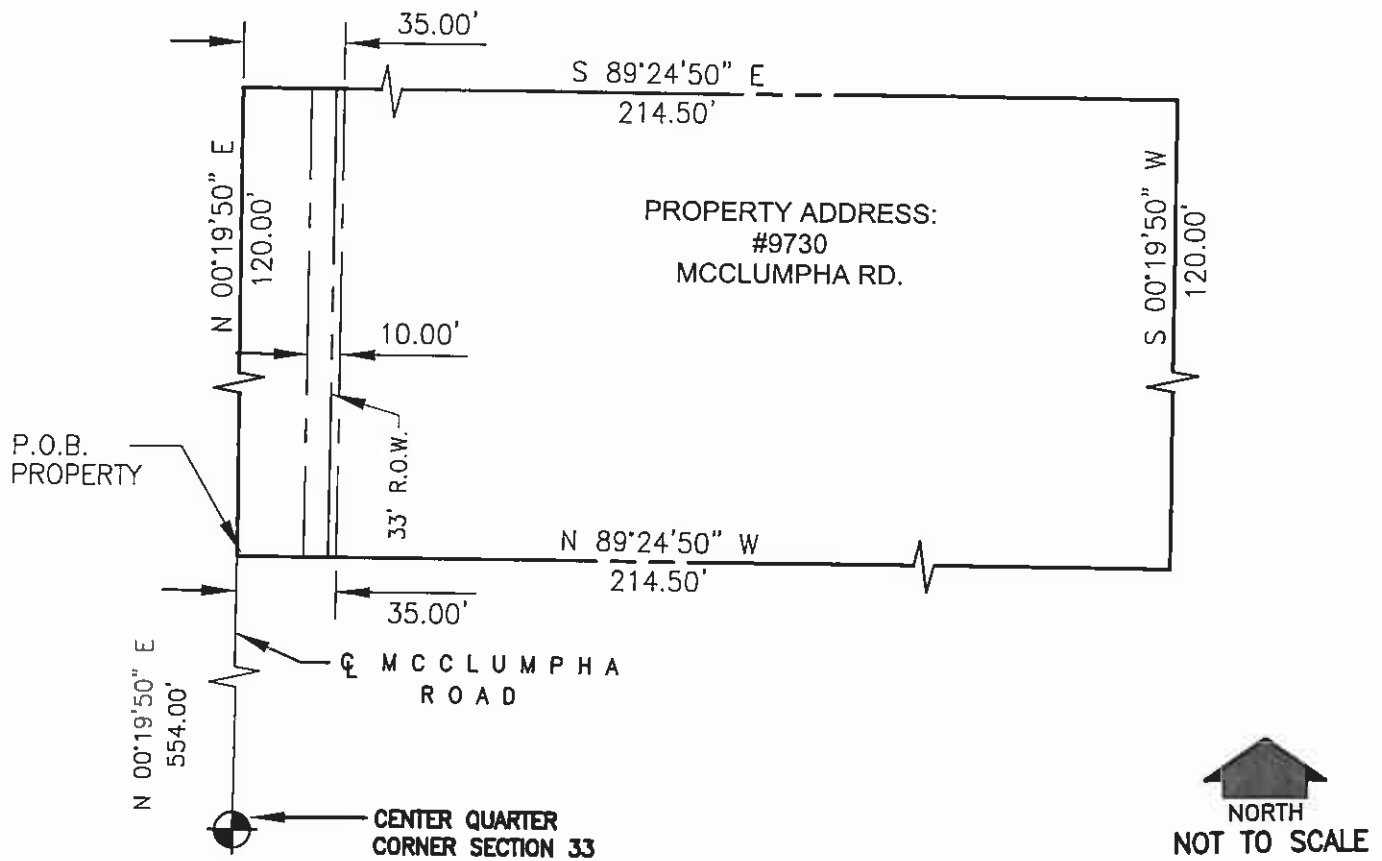 35.00'
S 89°24'50" E
214.50'
N 00°19'50" E
120.00'
PROPERTY ADDRESS:
#9730
MCCLUMPHA RD.
S 00°19'50" W
120.00'
10.00'
33' R.O.W.
P.O.B.
PROPERTY
N 89°24'50" W
214.50'
35.00'
℄ MCCLUMPHA
ROAD
N 00°19'50" E
554.00'
CENTER QUARTER
CORNER SECTION 33
NORTH
NOT TO SCALE